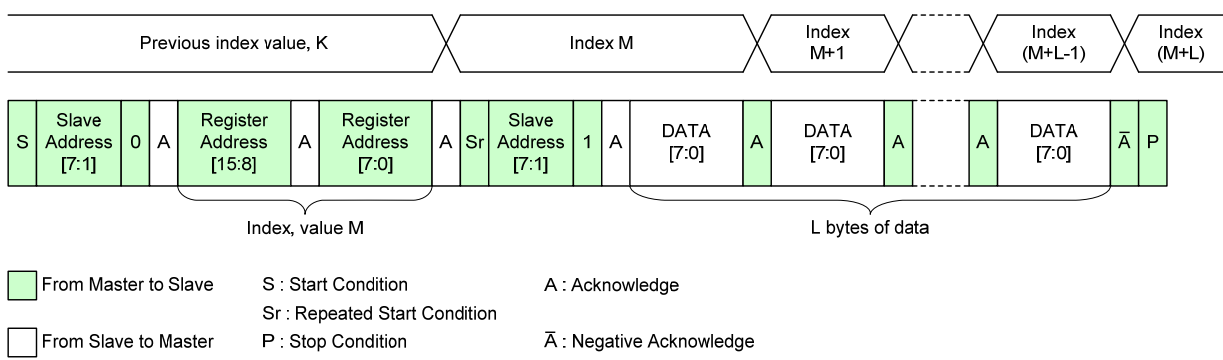 Previous index value, K
Index M
Index
M+1
Index
(M+L-1)
Index
(M+L)
S
Slave
Address
[7:1]
0
A
Register
Address
[15:8]
A
Register
Address
[7:0]
A
Sr
Slave
Address
[7:1]
1
A
DATA
[7:0]
A
DATA
[7:0]
A
A
DATA
[7:0]
A̅
P
Index, value M
L bytes of data
From Master to Slave
S : Start Condition
A : Acknowledge
Sr : Repeated Start Condition
From Slave to Master
P : Stop Condition
A̅ : Negative Acknowledge